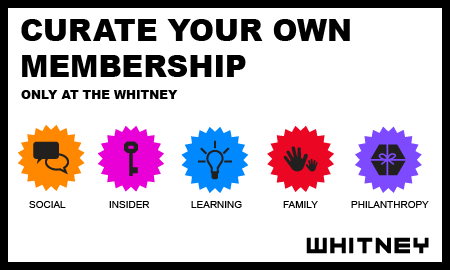 CURATE YOUR OWN
MEMBERSHIP
ONLY AT THE WHITNEY
SOCIAL
INSIDER
LEARNING
FAMILY
PHILANTHROPY
WHITNEY